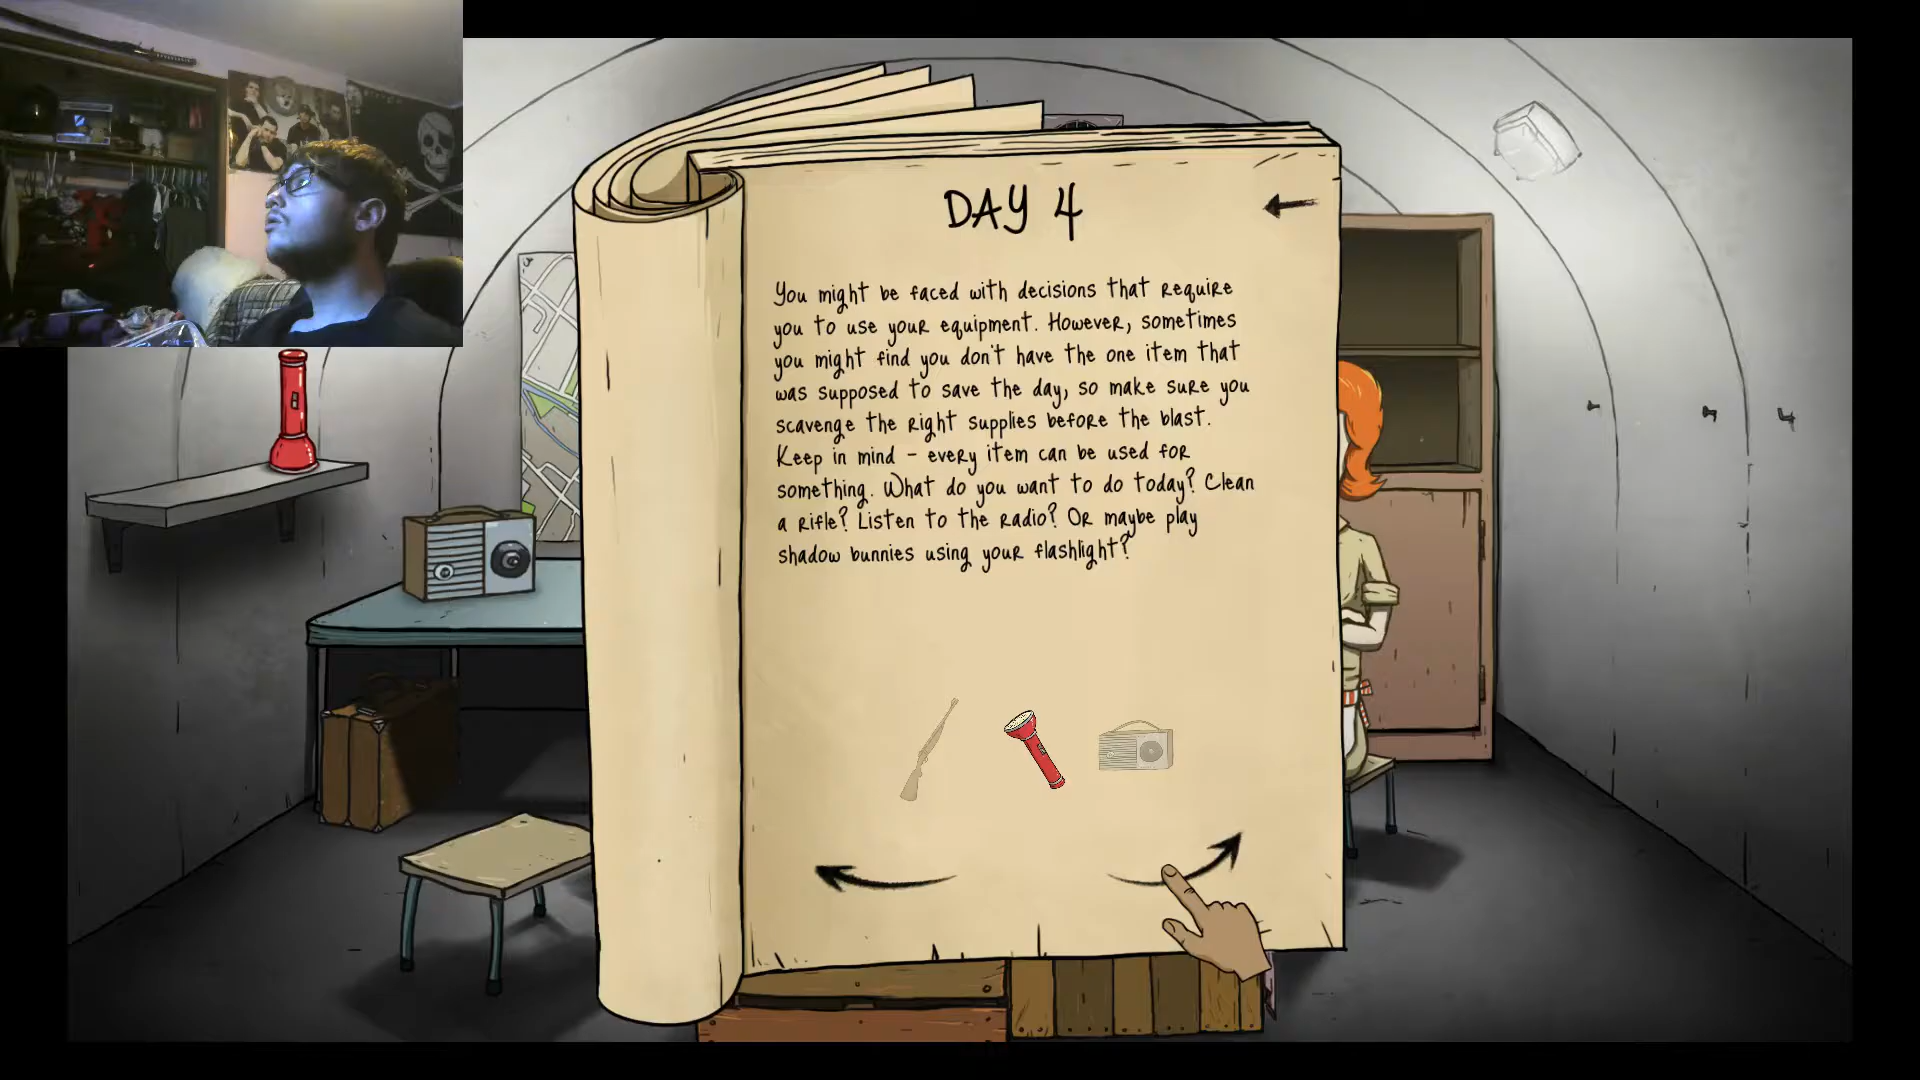 DAY 4
You might be faced with decisions that require
you to use your equipment. However, sometimes
you might find you don't have the one item that
was supposed to save the day, so make sure you
scavenge the right supplies before the blast.
Keep in mind - every item can be used for
something. What do you want to do today? Clean
a rifle? Listen to the radio? Or maybe play
shadow bunnies using your flashlight?